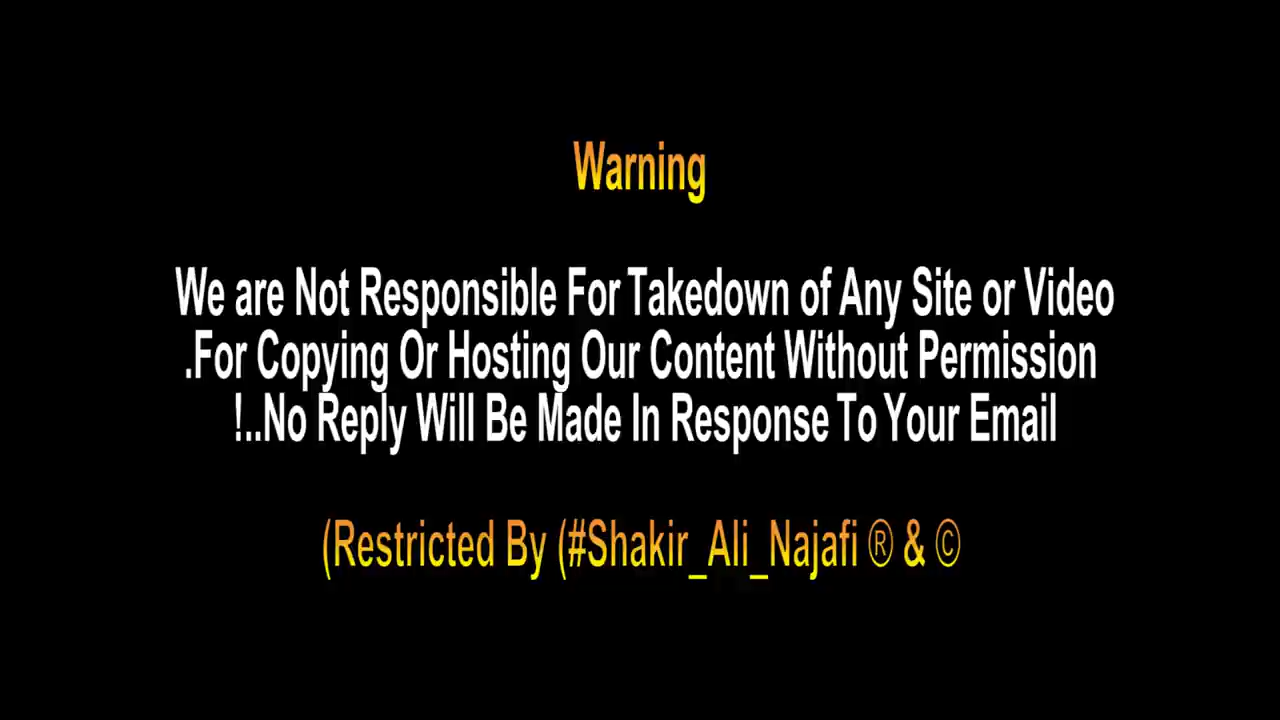 Warning
We are Not Responsible For Takedown of Any Site or Video
.For Copying Or Hosting Our Content Without Permission
!..No Reply Will Be Made In Response To Your Email
(Restricted By (#Shakir_Ali_Najafi ® & ©